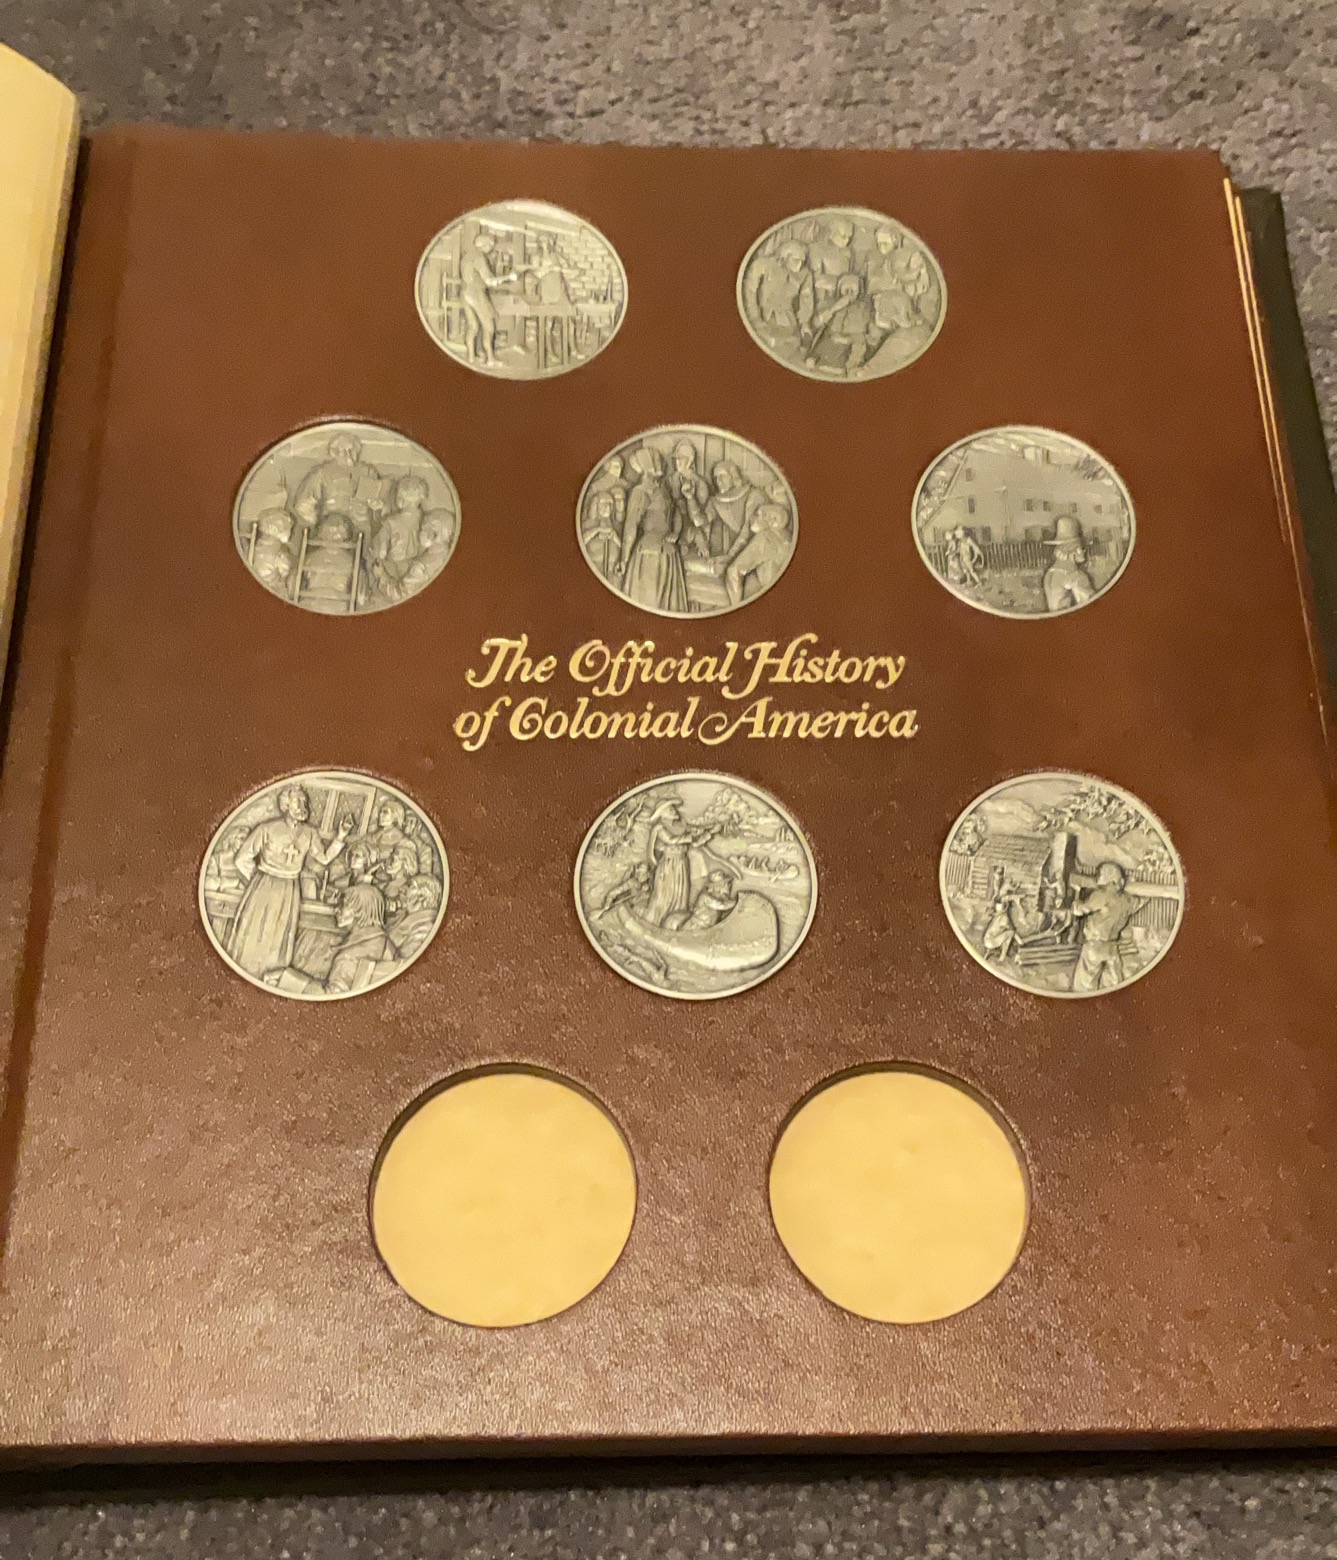 The Official History
of Colonial America